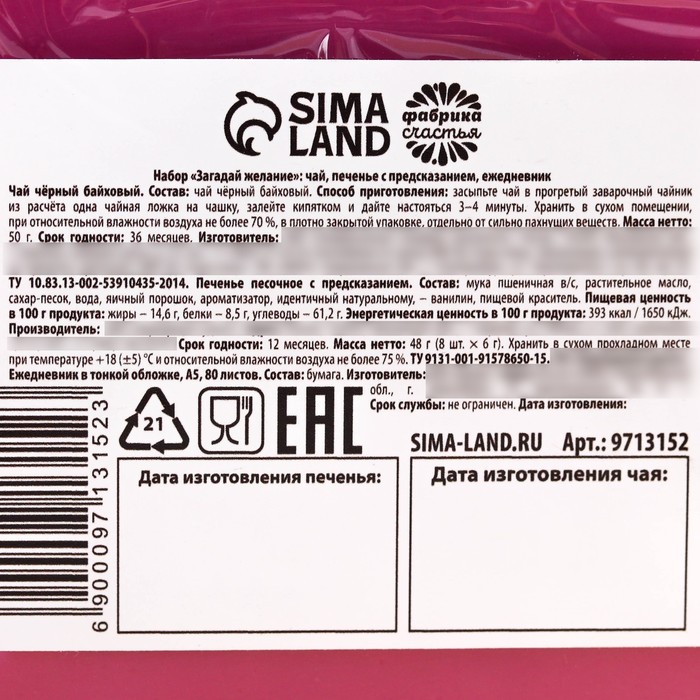 SIMA
LAND
фабрика
счастья
Набор «Загадай желание»: чай, печенье с предсказанием, ежедневник
Чай чёрный байховый. Состав: чай чёрный байховый. Способ приготовления: засыпьте чай в прогретый заварочный чайник
из расчёта одна чайная ложка на чашку, залейте кипятком и дайте настояться 3–4 минуты. Хранить в сухом помещении,
при относительной влажности воздуха не более 70 %, в плотно закрытой упаковке, отдельно от сильно пахнущих веществ. Масса нетто:
50 г. Срок годности: 36 месяцев. Изготовитель:
ТУ 10.83.13-002-53910435-2014. Печенье песочное с предсказанием. Состав: мука пшеничная в/с, растительное масло,
сахар-песок, вода, яичный порошок, ароматизатор, идентичный натуральному, – ванилин, пищевой краситель. Пищевая ценность
в 100 г продукта: жиры – 14,6 г, белки – 8,5 г, углеводы – 61,2 г. Энергетическая ценность в 100 г продукта: 393 ккал / 1650 кДж.
Производитель:
Срок годности: 12 месяцев. Масса нетто: 48 г (8 шт. × 6 г). Хранить в сухом прохладном месте
при температуре +18 (±5) °С и относительной влажности воздуха не более 75 %. ТУ 9131-001-91578650-15.
Ежедневник в тонкой обложке, А5, 80 листов. Состав: бумага. Изготовитель:
обл., г.
Срок службы: не ограничен. Дата изготовления:
21
EAC
SIMA-LAND.RU Арт.: 9713152
Дата изготовления печенья:
Дата изготовления чая:
6 900097 131523